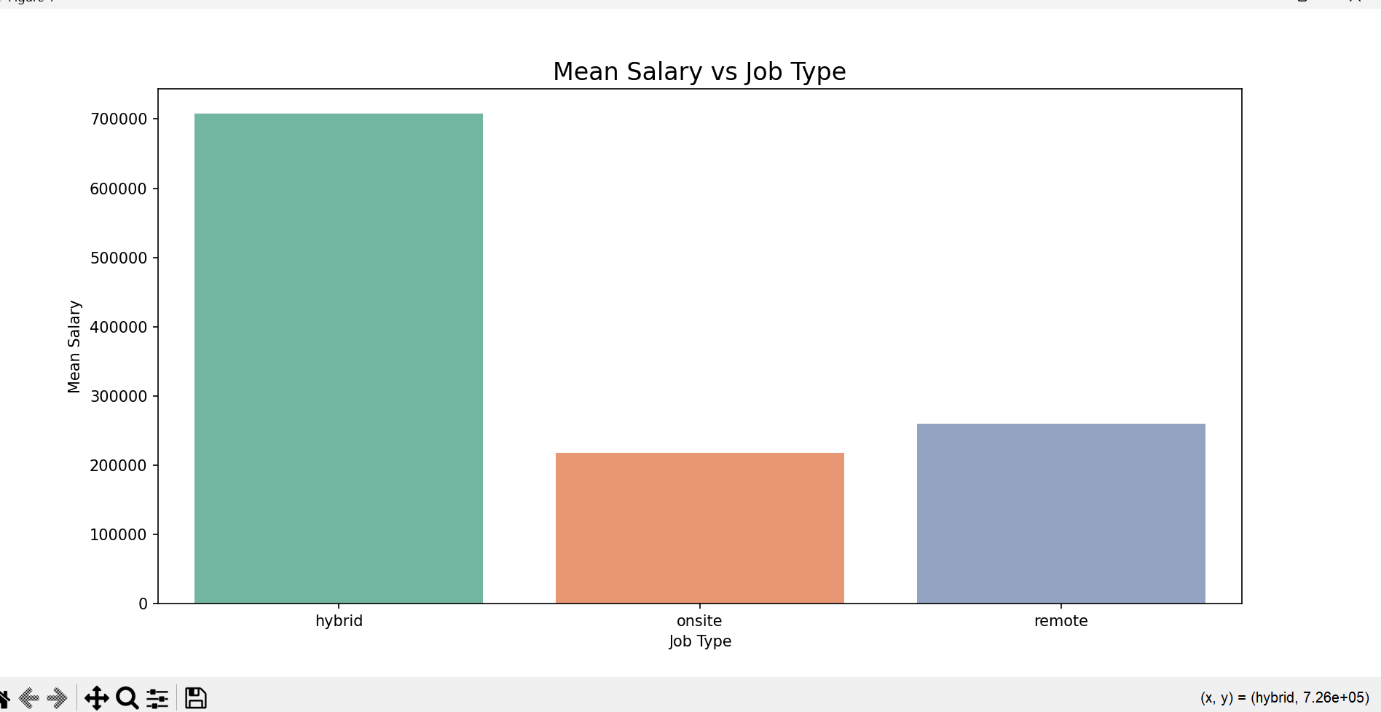 Mean Salary vs Job Type
700000
600000
500000
400000
300000
200000
100000
0
Mean Salary
hybrid onsite remote
Job Type
(x, y) = (hybrid, 7.26e+05)